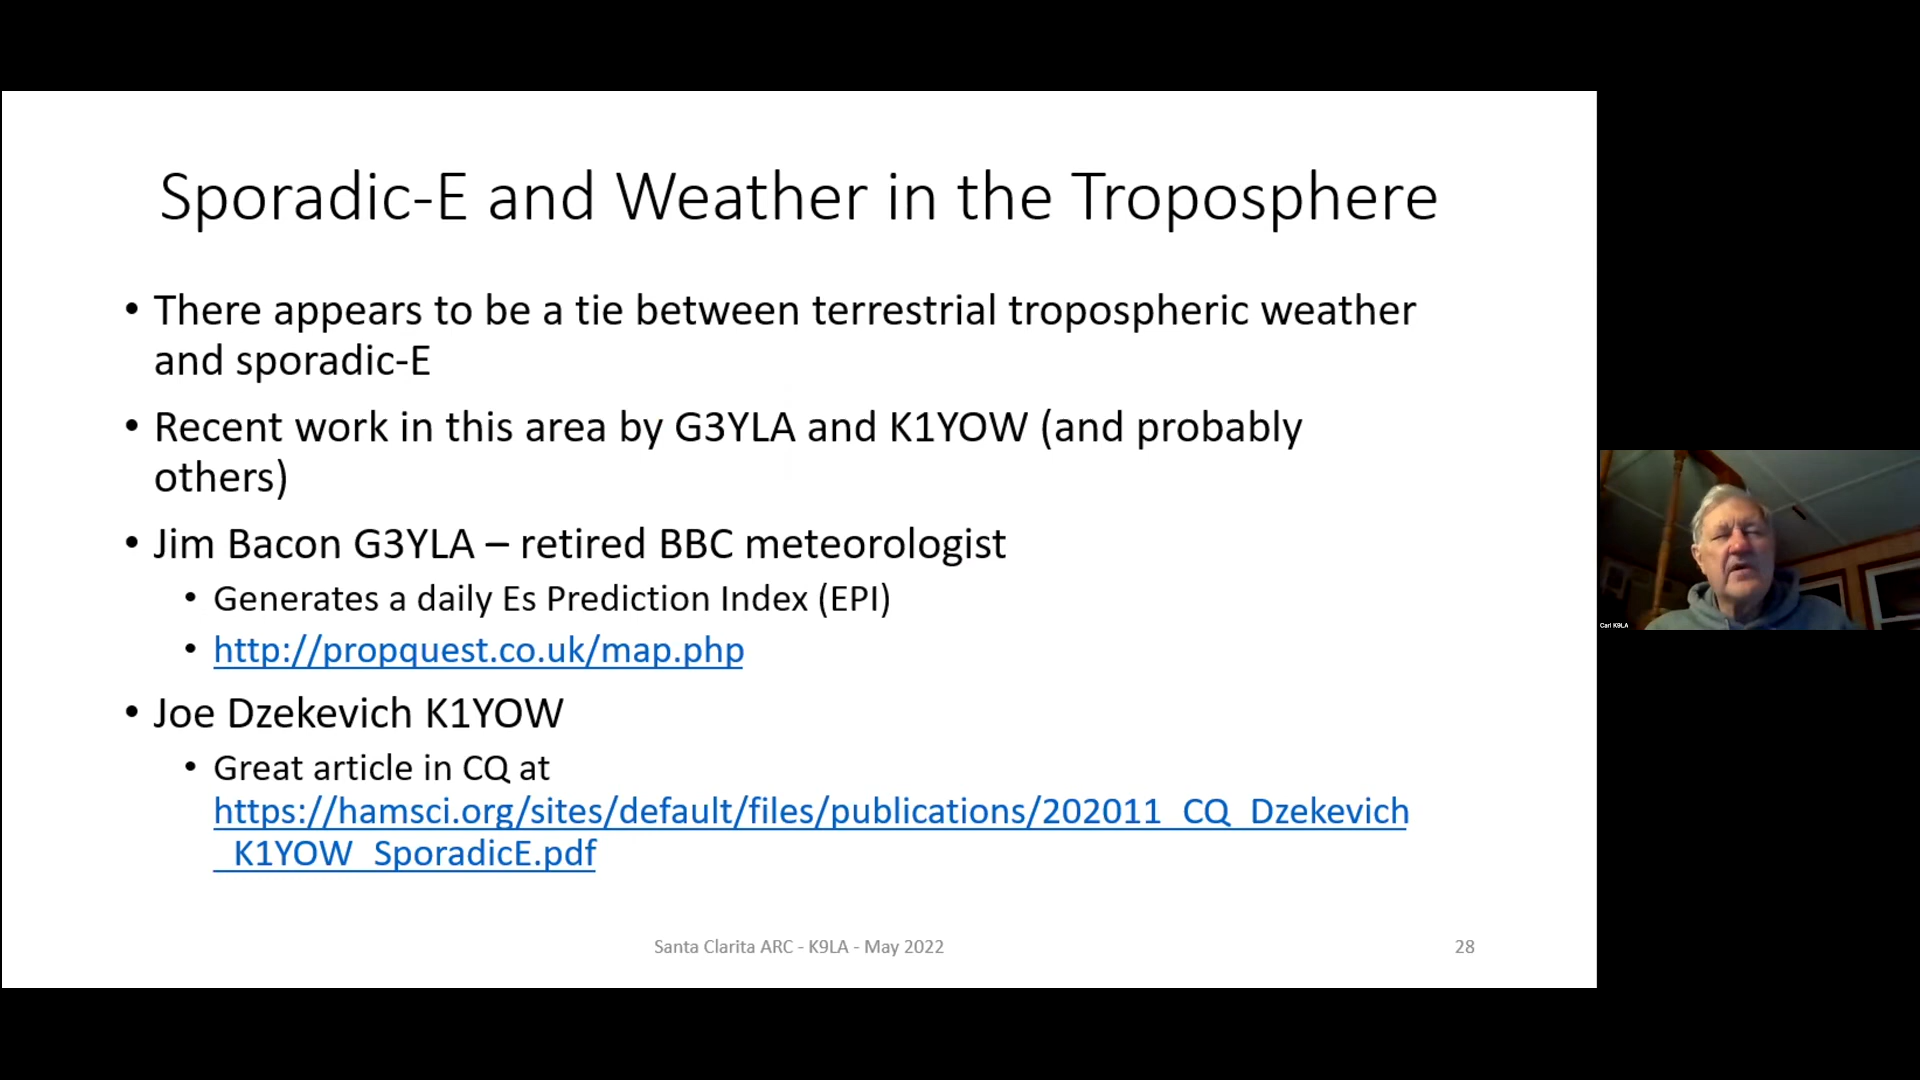 Sporadic-E and Weather in the Troposphere
• There appears to be a tie between terrestrial tropospheric weather
and sporadic-E
• Recent work in this area by G3YLA and K1YOW (and probably
others)
• Jim Bacon G3YLA – retired BBC meteorologist
• Generates a daily Es Prediction Index (EPI)
• http://propquest.co.uk/map.php
• Joe Dzekevich K1YOW
• Great article in CQ at
https://hamsci.org/sites/default/files/publications/202011_CQ_Dzekevich
_K1YOW_SporadicE.pdf
Santa Clarita ARC - K9LA - May 2022
28
Carl K9LA